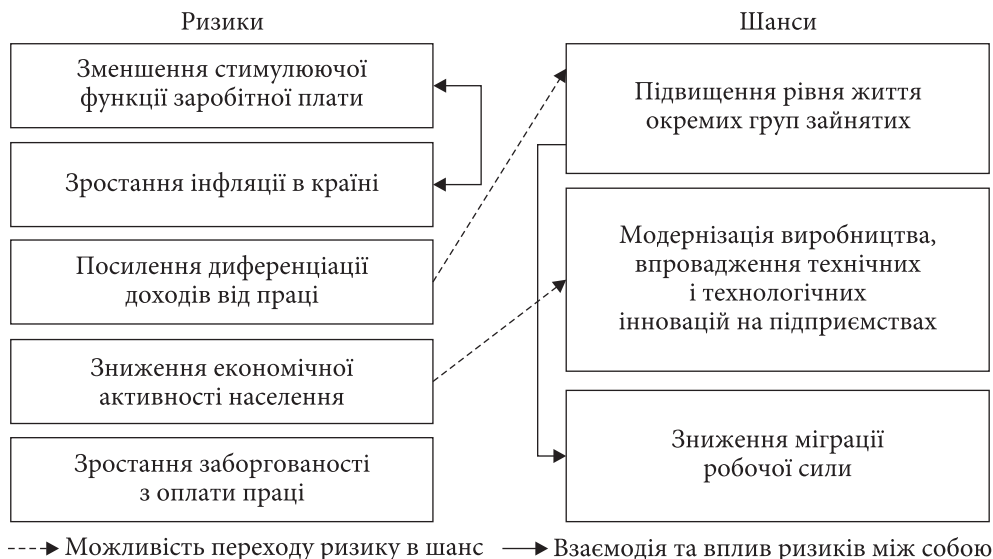 Ризики
Зменшення стимулюючої
функції заробітної плати
Зростання інфляції в країні
Посилення диференціації
доходів від праці
Зниження економічної
активності населення
Зростання заборгованості
з оплати праці
Шанси
Підвищення рівня життя
окремих груп зайнятих
Модернізація виробництва,
впровадження технічних
і технологічних
інновацій на підприємствах
Зниження міграції
робочої сили
Можливість переходу ризику в шанс
Взаємодія та вплив ризиків між собою